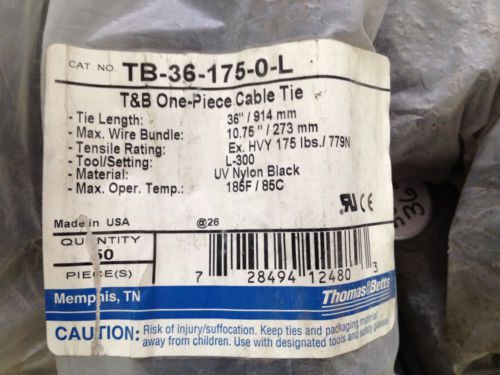 CAT. NO. TB-36-175-0-L
T&B One-Piece Cable Tie
- Tie Length: 36" / 914 mm
- Max. Wire Bundle: 10.75 " / 273 mm
- Tensile Rating: Ex. HVY 175 lbs./ 779N
- Tool/Setting: L-300
- Material: UV Nylon Black
- Max. Oper. Temp.: 185F / 85C
Made in USA @26
QUANTITY
50
PIECE(S)
7 28494 12480 3
Memphis, TN Thomas&Betts
CAUTION: Risk of injury/suffocation. Keep ties and packaging material
away from children. Use with designated tools and safety glasses.
36